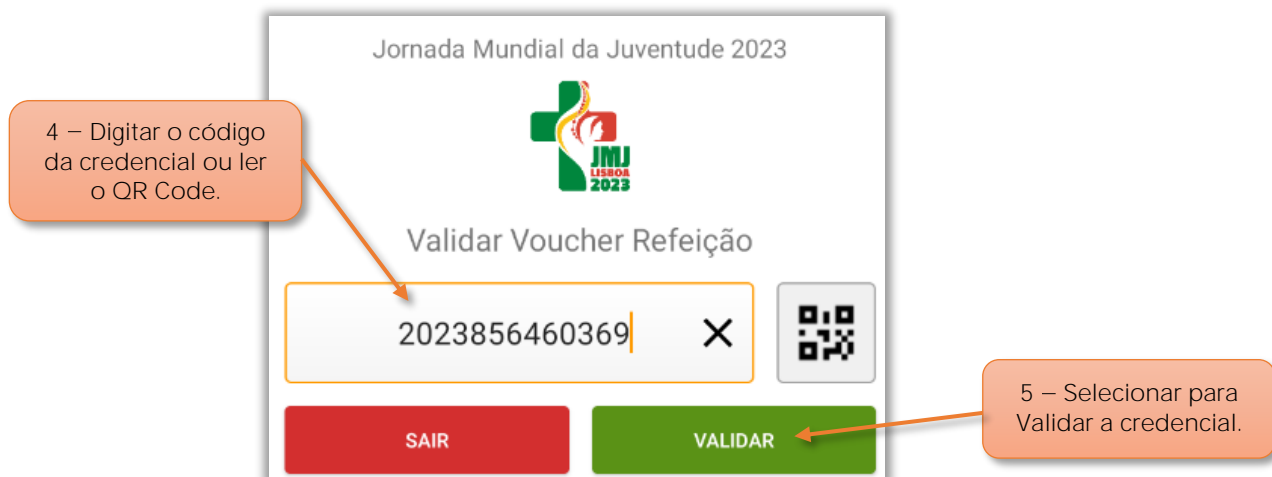 Jornada Mundial da Juventude 2023
JMJ
LISBOA
2023
4 – Digitar o código
da credencial ou ler
o QR Code.
Validar Voucher Refeição
2023856460369
5 – Selecionar para
Validar a credencial.
SAIR
VALIDAR